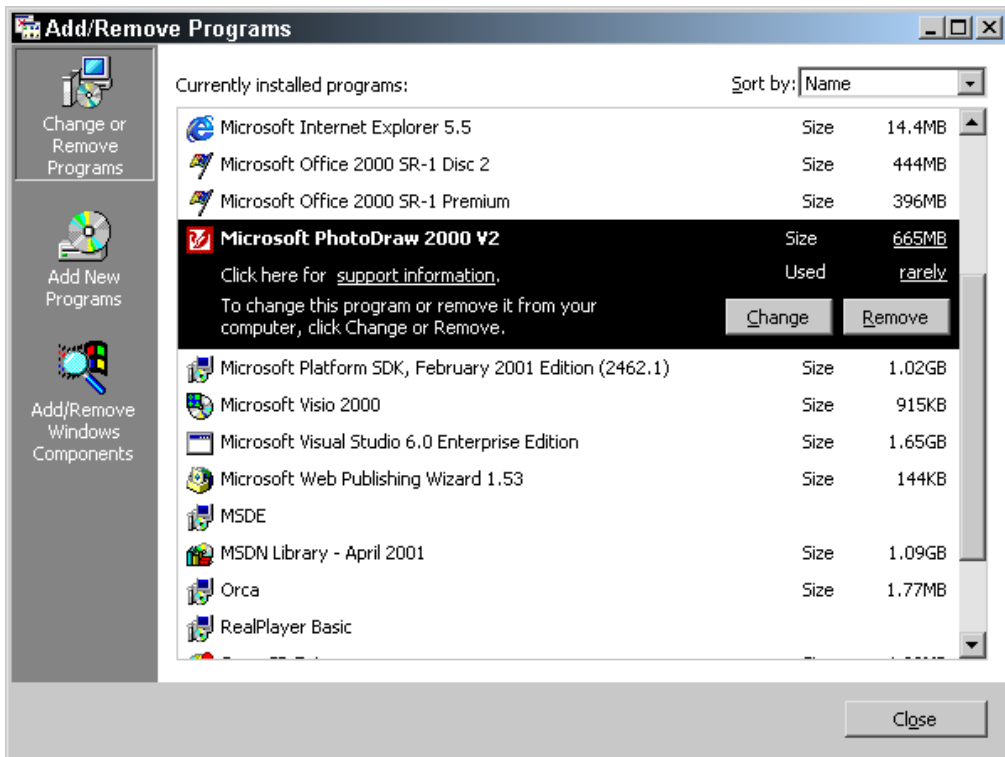 Add/Remove Programs
Change or
Remove
Programs
Add New
Programs
Add/Remove
Windows
Components
Currently installed programs:
Sort by: Name
Microsoft Internet Explorer 5.5 Size 14.4MB
Microsoft Office 2000 SR-1 Disc 2 Size 444MB
Microsoft Office 2000 SR-1 Premium Size 396MB
Microsoft PhotoDraw 2000 V2 Size 665MB
Click here for support information. Used rarely
To change this program or remove it from your
computer, click Change or Remove.
Change Remove
Microsoft Platform SDK, February 2001 Edition (2462.1) Size 1.02GB
Microsoft Visio 2000 Size 915KB
Microsoft Visual Studio 6.0 Enterprise Edition Size 1.65GB
Microsoft Web Publishing Wizard 1.53 Size 144KB
MSDE
MSDN Library - April 2001 Size 1.09GB
Orca Size 1.77MB
RealPlayer Basic
Close